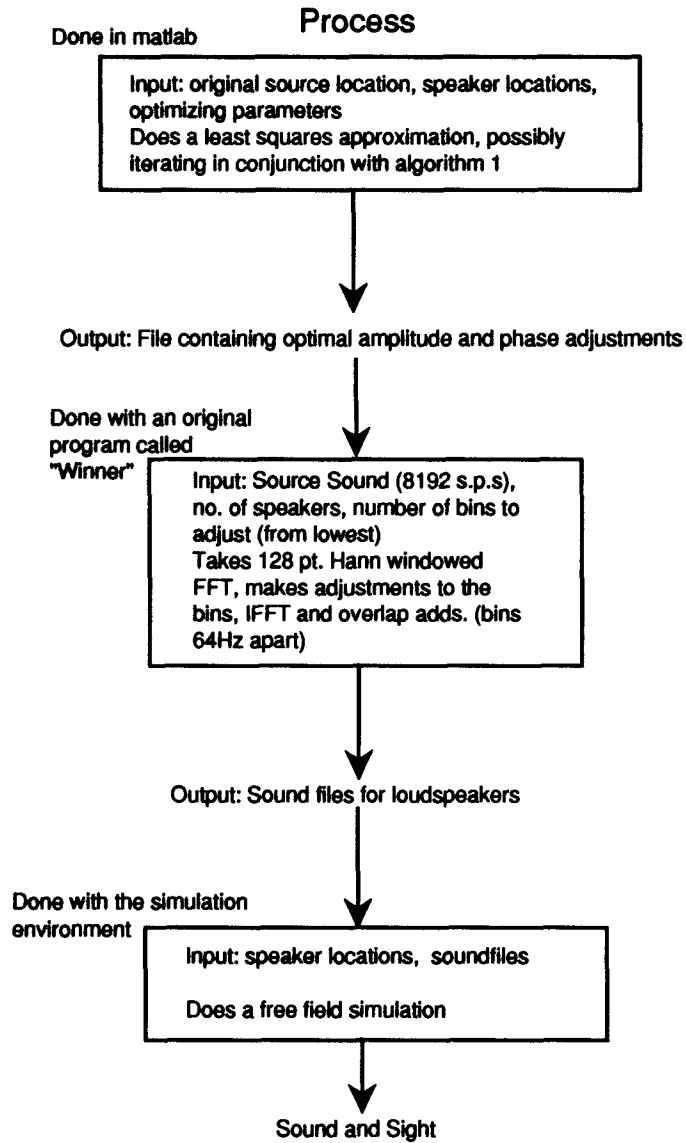 Process
Done in matlab
Input: original source location, speaker locations,
optimizing parameters
Does a least squares approximation, possibly
iterating in conjunction with algorithm 1
Output: File containing optimal amplitude and phase adjustments
Done with an original
program called
"Winner"
Input: Source Sound (8192 s.p.s),
no. of speakers, number of bins to
adjust (from lowest)
Takes 128 pt. Hann windowed
FFT, makes adjustments to the
bins, IFFT and overlap adds. (bins
64Hz apart)
Output: Sound files for loudspeakers
Done with the simulation
environment
Input: speaker locations, soundfiles
Does a free field simulation
Sound and Sight